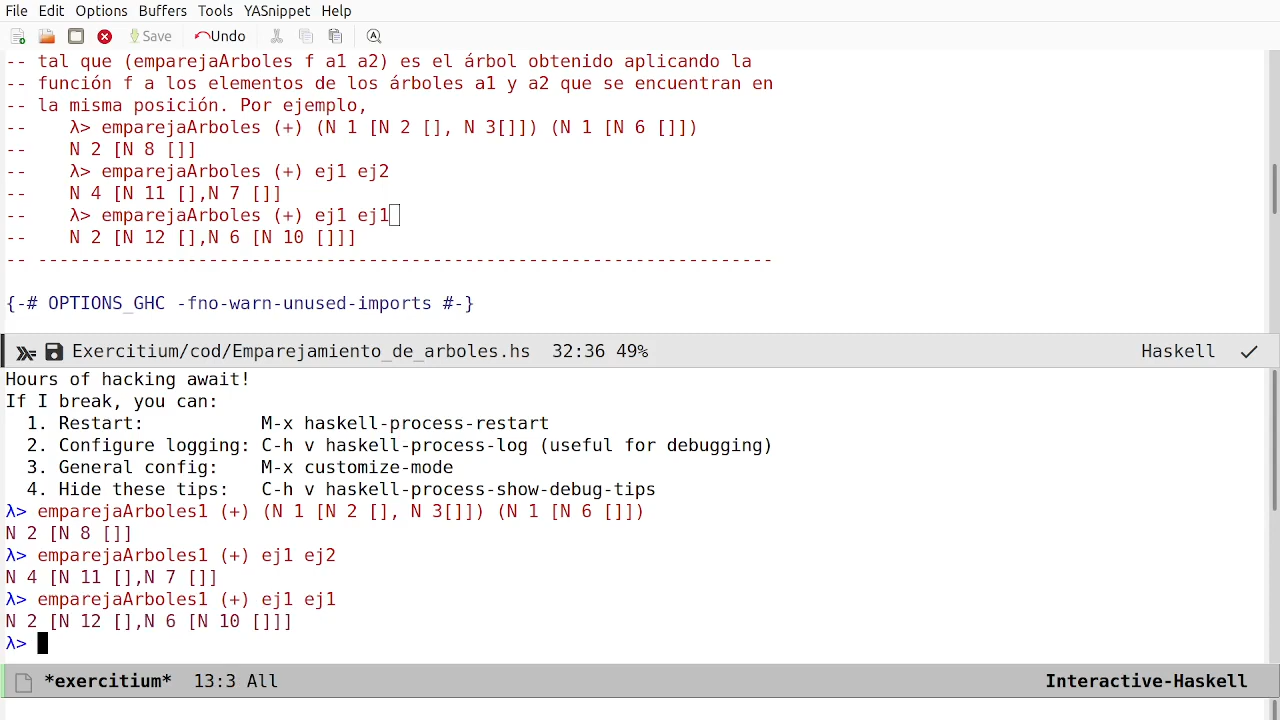 File Edit Options Buffers Tools YASnippet Help
Save Undo
-- tal que (emparejaArboles f a1 a2) es el árbol obtenido aplicando la
-- función f a los elementos de los árboles a1 y a2 que se encuentran en
-- la misma posición. Por ejemplo,
--    λ> emparejaArboles (+) (N 1 [N 2 [], N 3[]]) (N 1 [N 6 []])
--    N 2 [N 8 []]
--    λ> emparejaArboles (+) ej1 ej2
--    N 4 [N 11 [],N 7 []]
--    λ> emparejaArboles (+) ej1 ej1
--    N 2 [N 12 [],N 6 [N 10 []]]
-- ---------------------------------------------------------------------
{-# OPTIONS_GHC -fno-warn-unused-imports #-}
Exercitium/cod/Emparejamiento_de_arboles.hs 32:36 49% Haskell
Hours of hacking await!
If I break, you can:
  1. Restart:           M-x haskell-process-restart
  2. Configure logging: C-h v haskell-process-log (useful for debugging)
  3. General config:    M-x customize-mode
  4. Hide these tips:   C-h v haskell-process-show-debug-tips
λ> emparejaArboles1 (+) (N 1 [N 2 [], N 3[]]) (N 1 [N 6 []])
N 2 [N 8 []]
λ> emparejaArboles1 (+) ej1 ej2
N 4 [N 11 [],N 7 []]
λ> emparejaArboles1 (+) ej1 ej1
N 2 [N 12 [],N 6 [N 10 []]]
λ>
*exercitium* 13:3 All Interactive-Haskell